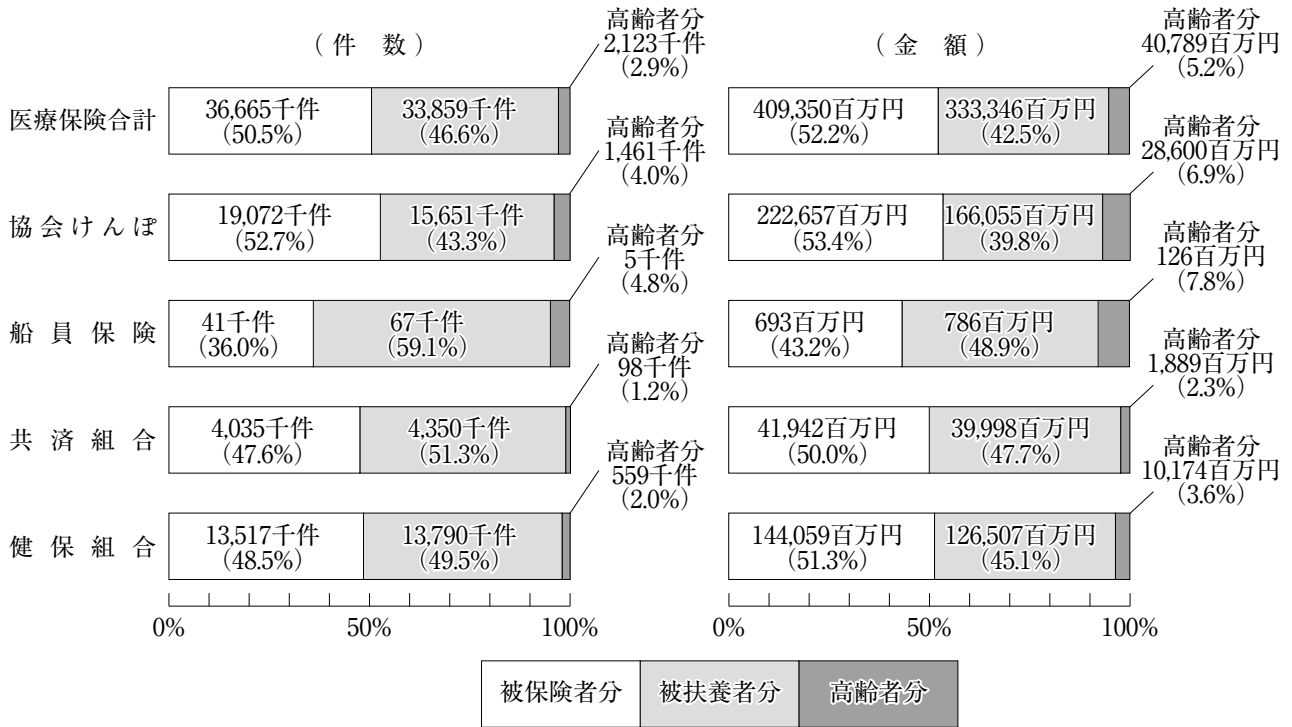 (件 数)
高齢者分
2,123千件
(2.9%)
医療保険合計
36,665千件
(50.5%)
33,859千件
(46.6%)
高齢者分
1,461千件
(4.0%)
協会けんぽ
19,072千件
(52.7%)
15,651千件
(43.3%)
高齢者分
5千件
(4.8%)
船員保険
41千件
(36.0%)
67千件
(59.1%)
高齢者分
98千件
(1.2%)
共済組合
4,035千件
(47.6%)
4,350千件
(51.3%)
高齢者分
559千件
(2.0%)
健保組合
13,517千件
(48.5%)
13,790千件
(49.5%)
0%
50%
100%
(金 額)
高齢者分
40,789百万円
(5.2%)
409,350百万円
(52.2%)
333,346百万円
(42.5%)
高齢者分
28,600百万円
(6.9%)
222,657百万円
(53.4%)
166,055百万円
(39.8%)
高齢者分
126百万円
(7.8%)
693百万円
(43.2%)
786百万円
(48.9%)
高齢者分
1,889百万円
(2.3%)
41,942百万円
(50.0%)
39,998百万円
(47.7%)
高齢者分
10,174百万円
(3.6%)
144,059百万円
(51.3%)
126,507百万円
(45.1%)
0%
50%
100%
被保険者分
被扶養者分
高齢者分